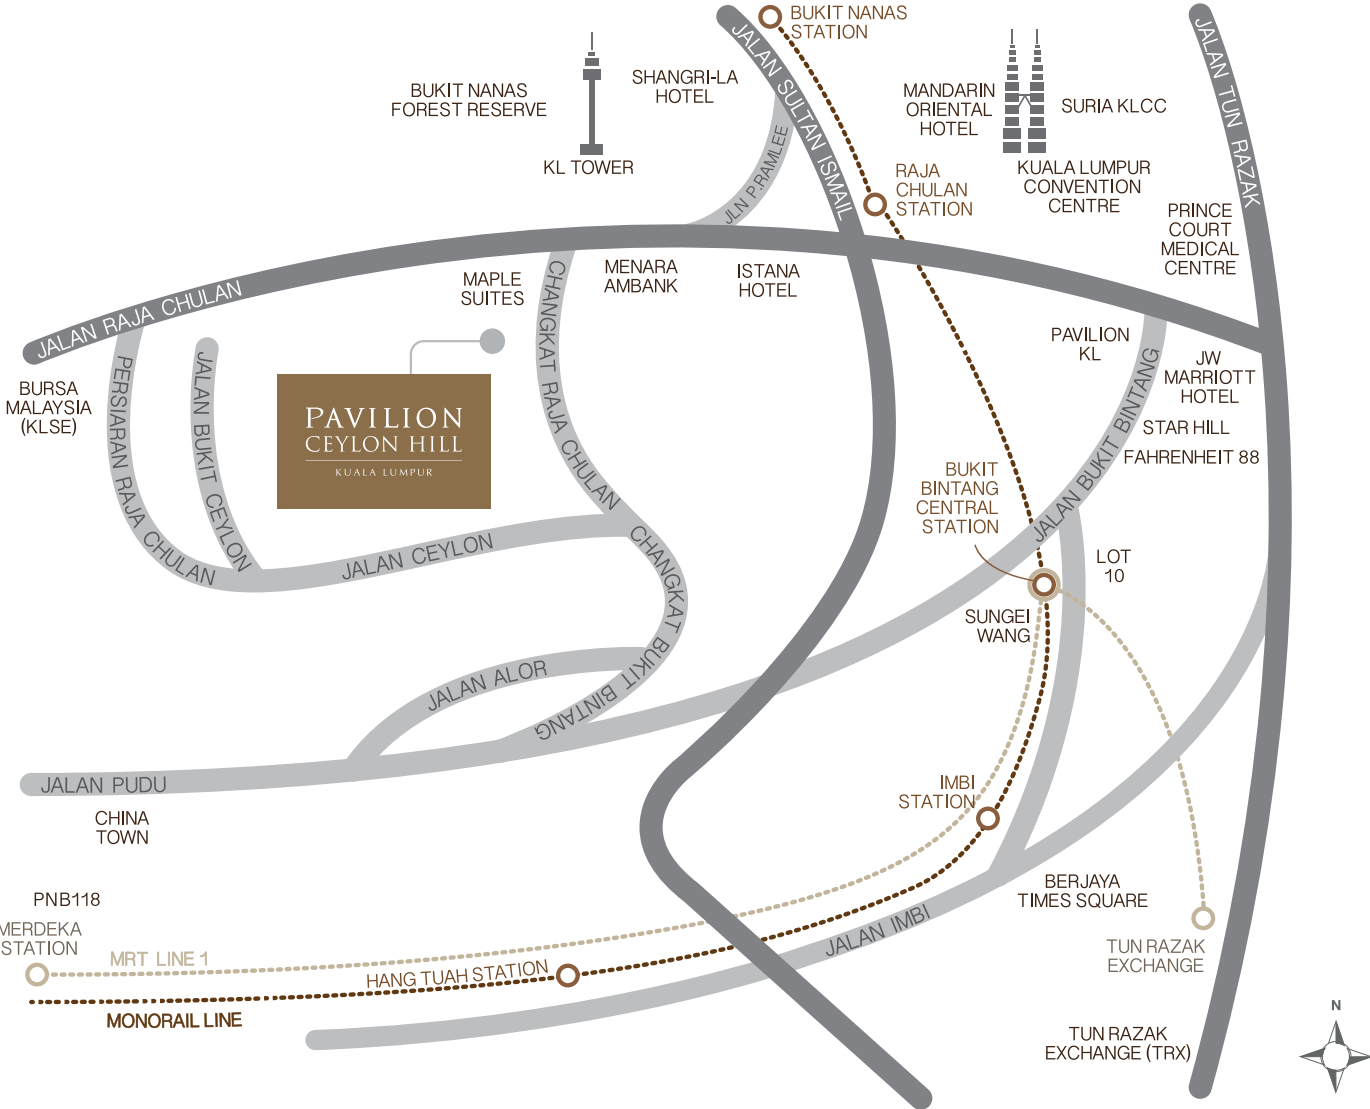 BUKIT NANAS
STATION
JALAN SULTAN ISMAIL
JALAN TUN RAZAK
BUKIT NANAS
FOREST RESERVE
SHANGRI-LA
HOTEL
KL TOWER
MANDARIN
ORIENTAL
HOTEL
SURIA KLCC
KUALA LUMPUR
CONVENTION
CENTRE
JLN P.RAMLEE
RAJA
CHULAN
STATION
PRINCE
COURT
MEDICAL
CENTRE
JALAN RAJA CHULAN
MAPLE
SUITES
CHANGKAT RAJA CHULAN
MENARA
AMBANK
ISTANA
HOTEL
PAVILION
KL
JW
MARRIOTT
HOTEL
STAR HILL
FAHRENHEIT 88
BURSA
MALAYSIA
(KLSE)
PERSIARAN RAJA CHULAN
JALAN BUKIT CEYLON
PAVILION
CEYLON HILL
KUALA LUMPUR
JALAN BUKIT BINTANG
BUKIT
BINTANG
CENTRAL
STATION
JALAN CEYLON
CHANGKAT BUKIT BINTANG
LOT
10
SUNGEI
WANG
JALAN ALOR
JALAN PUDU
CHINA
TOWN
IMBI
STATION
PNB118
MERDEKA
STATION
MRT LINE 1
HANG TUAH STATION
MONORAIL LINE
JALAN IMBI
BERJAYA
TIMES SQUARE
TUN RAZAK
EXCHANGE
TUN RAZAK
EXCHANGE (TRX)
N